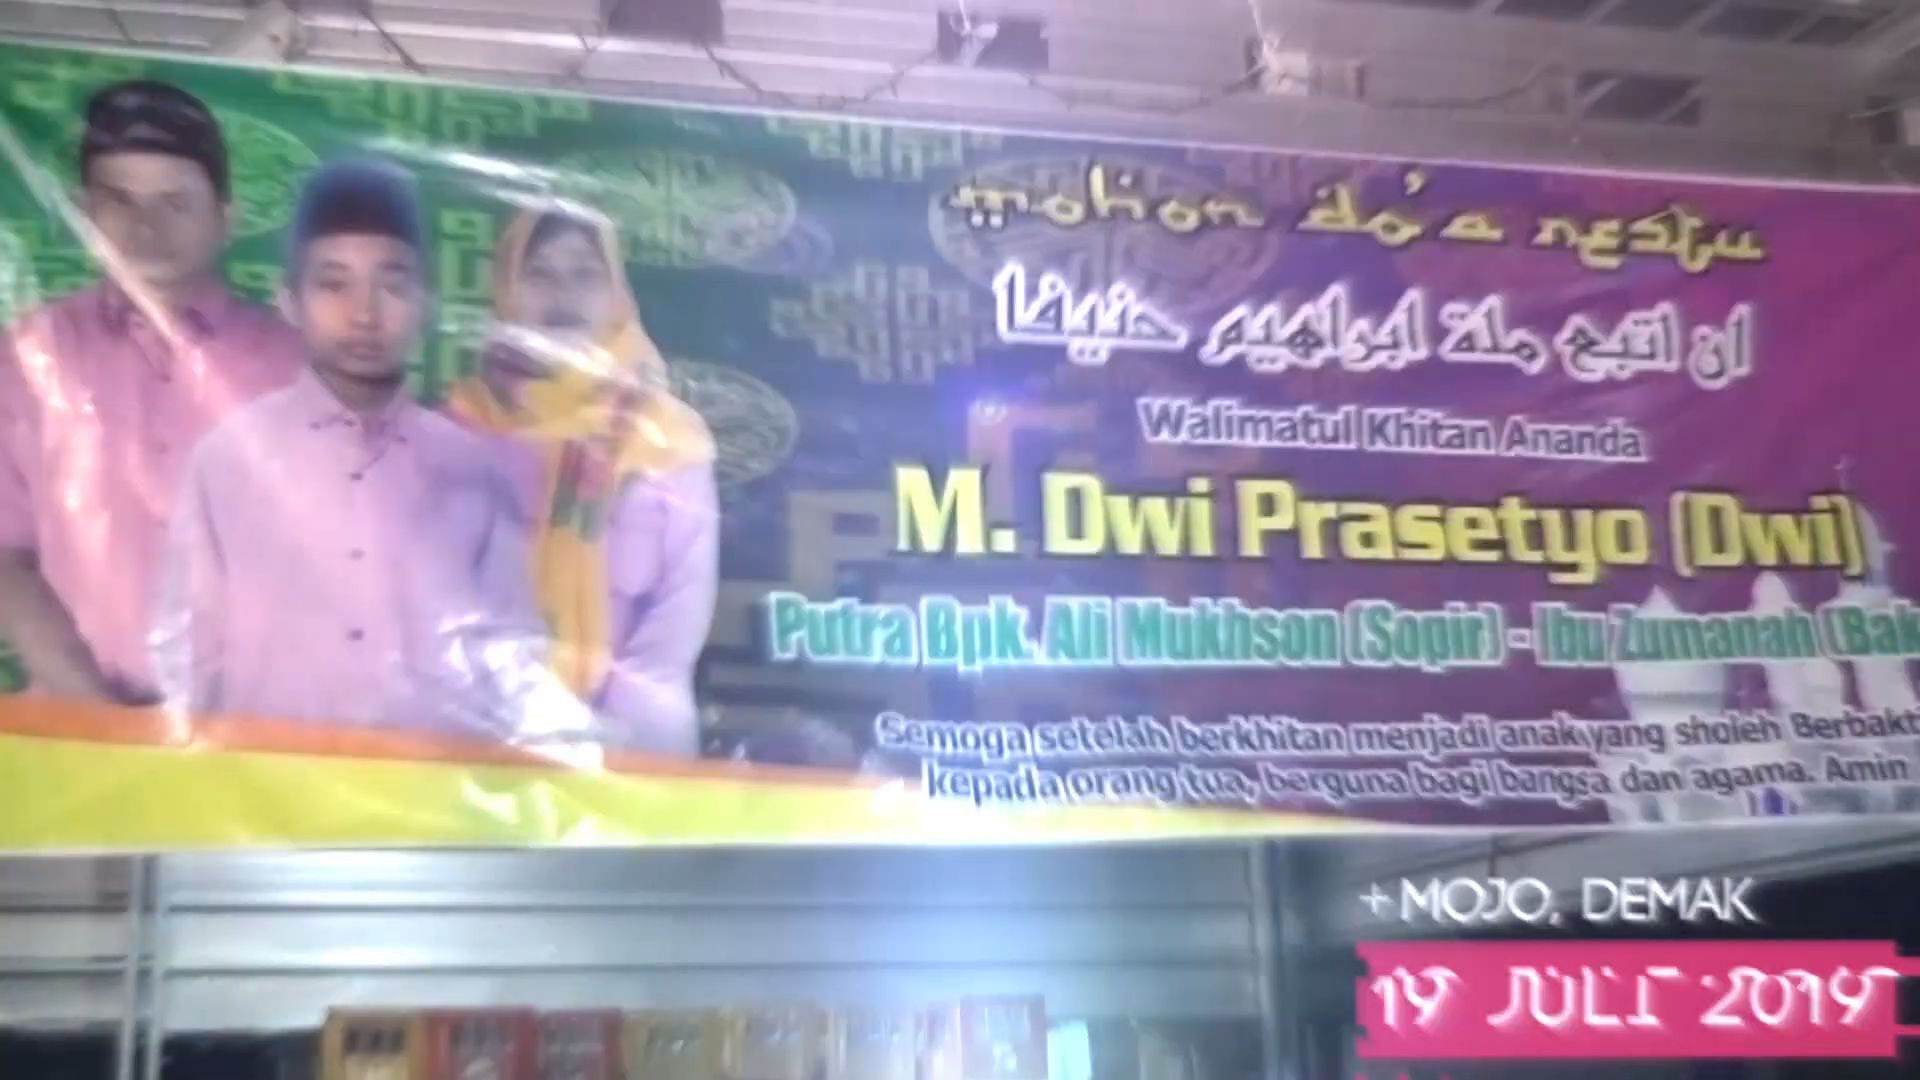 mohon do'a restu
ان اتبع ملة ابراهيم حنيفا
Walimatul Khitan Ananda
M. Dwi Prasetyo (Dwi)
Putra Bpk. Ali Mukhson (Sopir) - Ibu Zumanah (Bak
Semoga setelah berkhitan menjadi anak yang sholeh Berbakti
kepada orang tua, berguna bagi bangsa dan agama. Amin
+MOJO, DEMAK
19 JULI 2019